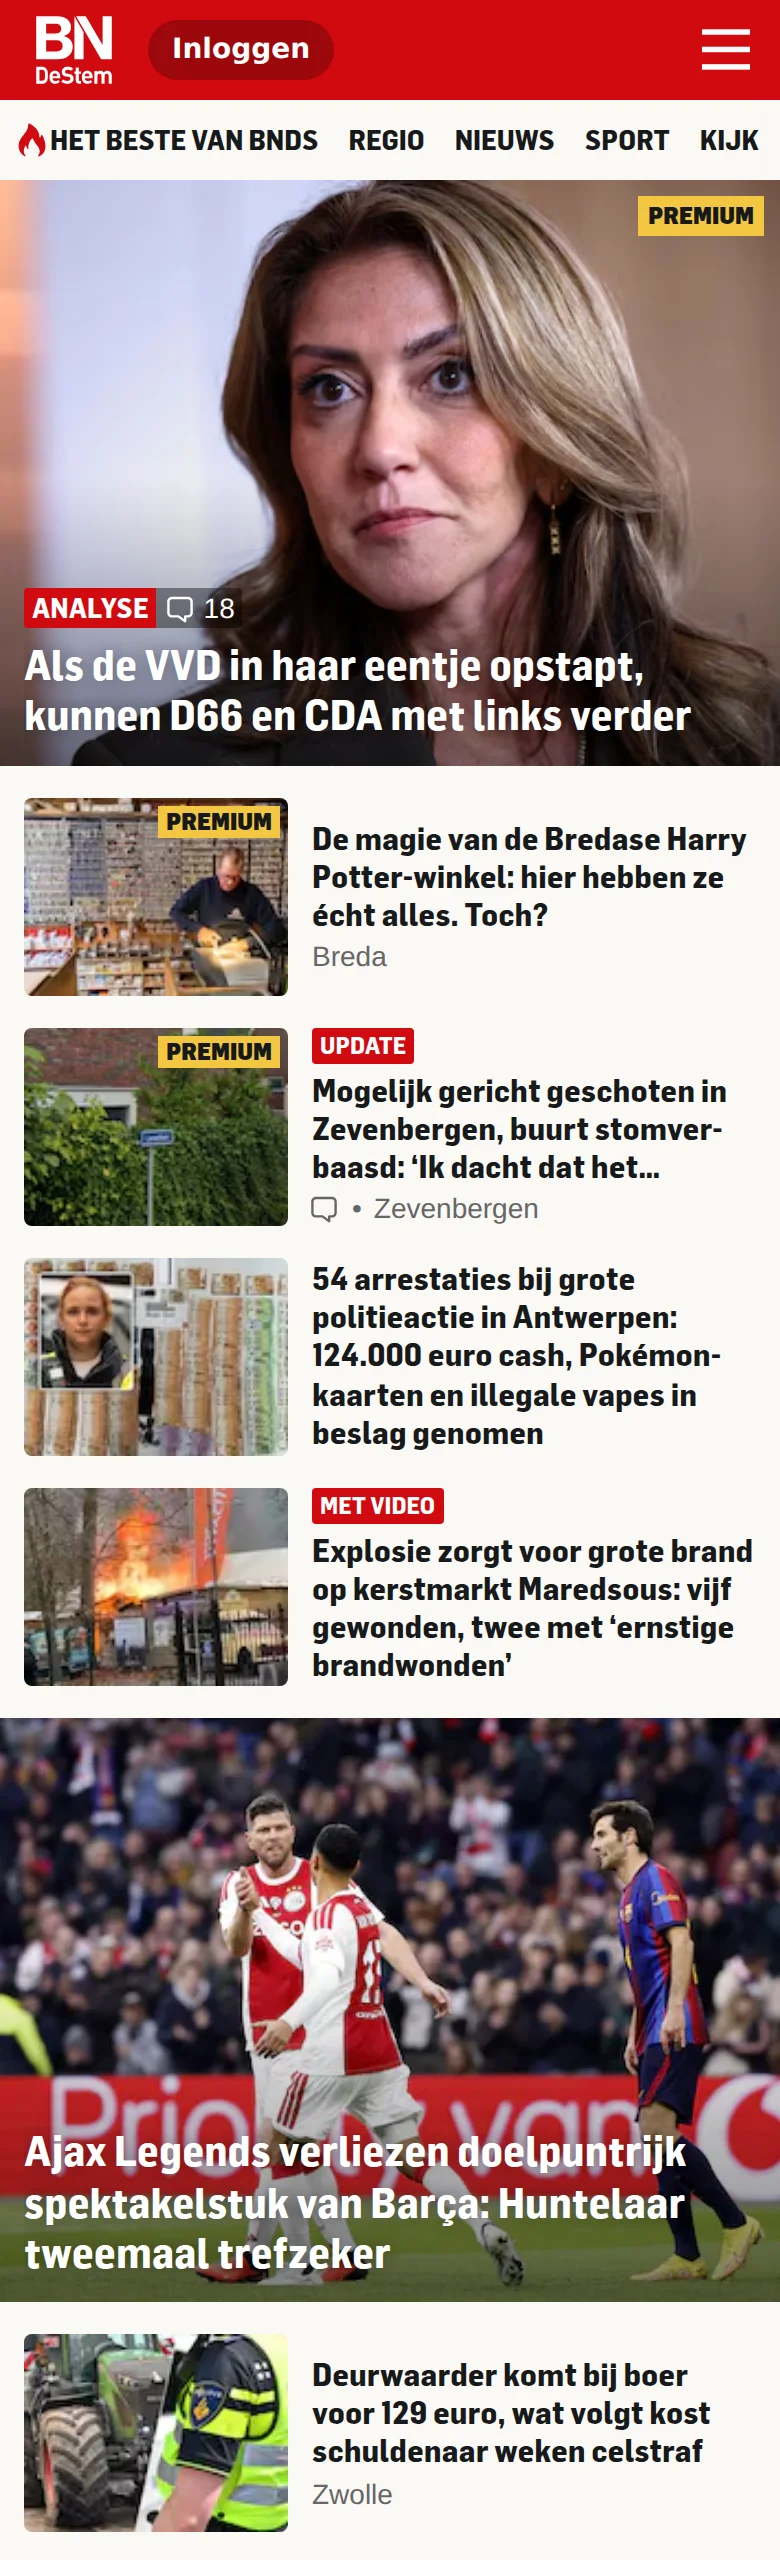 BN
DeStem
Inloggen
HET BESTE VAN BNDS REGIO NIEUWS SPORT KIJK
PREMIUM
ANALYSE 18
Als de VVD in haar eentje opstapt,
kunnen D66 en CDA met links verder
PREMIUM
De magie van de Bredase Harry
Potter-winkel: hier hebben ze
écht alles. Toch?
Breda
PREMIUM
UPDATE
Mogelijk gericht geschoten in
Zevenbergen, buurt stomver-
baasd: ‘Ik dacht dat het...
• Zevenbergen
54 arrestaties bij grote
politieactie in Antwerpen:
124.000 euro cash, Pokémon-
kaarten en illegale vapes in
beslag genomen
MET VIDEO
Explosie zorgt voor grote brand
op kerstmarkt Maredsous: vijf
gewonden, twee met ‘ernstige
brandwonden’
Ajax Legends verliezen doelpuntrijk
spektakelstuk van Barça: Huntelaar
tweemaal trefzeker
Deurwaarder komt bij boer
voor 129 euro, wat volgt kost
schuldenaar weken celstraf
Zwolle